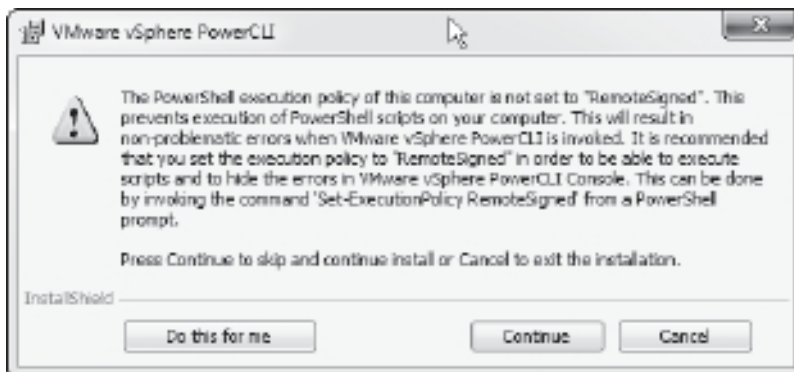 VMware vSphere PowerCLI
The PowerShell execution policy of this computer is not set to "RemoteSigned". This
prevents execution of PowerShell scripts on your computer. This will result in
non-problematic errors when VMware vSphere PowerCLI is invoked. It is recommended
that you set the execution policy to "RemoteSigned" in order to be able to execute
scripts and to hide the errors in VMware vSphere PowerCLI Console. This can be done
by invoking the command 'Set-ExecutionPolicy RemoteSigned' from a PowerShell
prompt.
Press Continue to skip and continue install or Cancel to exit the installation.
InstallShield
Do this for me Continue Cancel